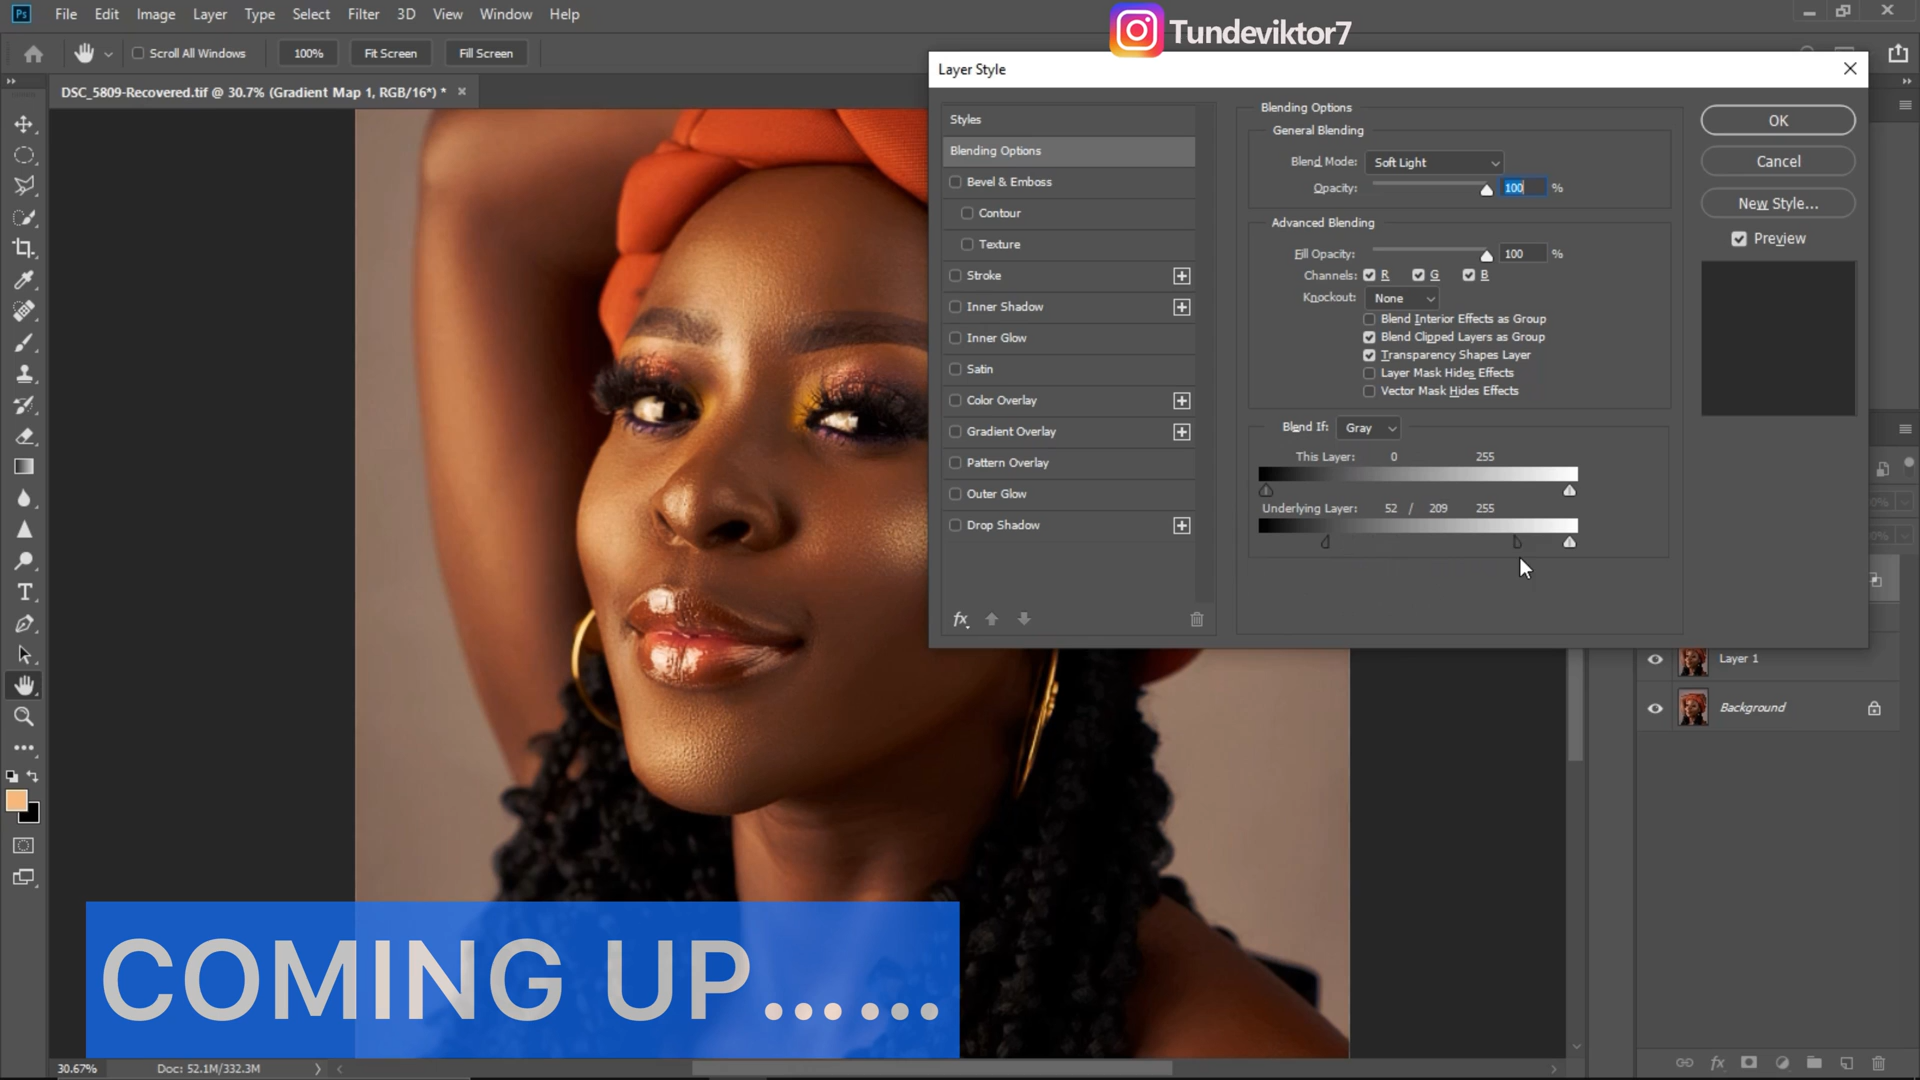 Ps File Edit Image Layer Type Select Filter 3D View Window Help
Tundeviktor7
Scroll All Windows 100% Fit Screen Fill Screen
DSC_5809-Recovered.tif @ 30.7% (Gradient Map 1, RGB/16*) * ×
Layer Style
Styles
Blending Options
Bevel & Emboss
Contour
Texture
Stroke
Inner Shadow
Inner Glow
Satin
Color Overlay
Gradient Overlay
Pattern Overlay
Outer Glow
Drop Shadow
fx
Blending Options
General Blending
Blend Mode: Soft Light
Opacity: 100 %
Advanced Blending
Fill Opacity: 100 %
Channels: R G B
Knockout: None
Blend Interior Effects as Group
Blend Clipped Layers as Group
Transparency Shapes Layer
Layer Mask Hides Effects
Vector Mask Hides Effects
Blend If: Gray
This Layer: 0 255
Underlying Layer: 52 / 209 255
OK
Cancel
New Style...
Preview
Layer 1
Background
COMING UP......
30.67% Doc: 52.1M/332.3M
fx